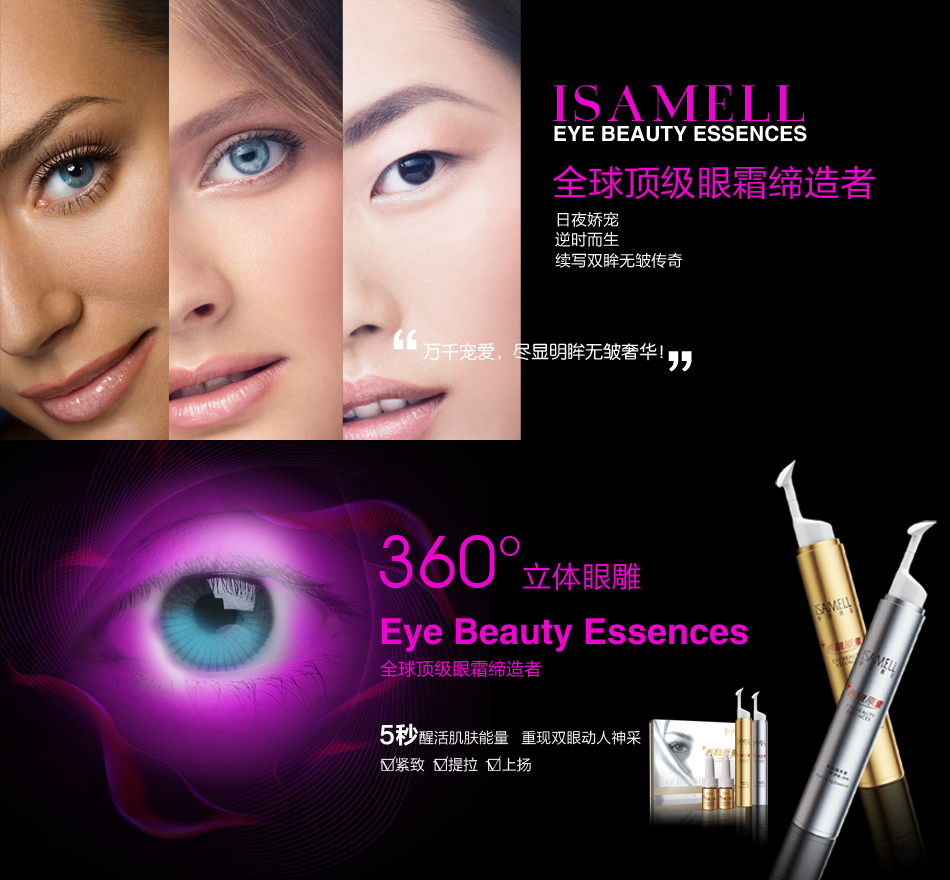 ISAMELL
EYE BEAUTY ESSENCES
全球顶级眼霜缔造者
日夜娇宠
逆时而生
续写双眸无皱传奇
“万千宠爱，尽显明眸无皱奢华!”
360°立体眼雕
Eye Beauty Essences
全球顶级眼霜缔造者
5秒醒活肌肤能量 重现双眼动人神采
☑紧致 ☑提拉 ☑上扬
ISAMELL
ISAMELL